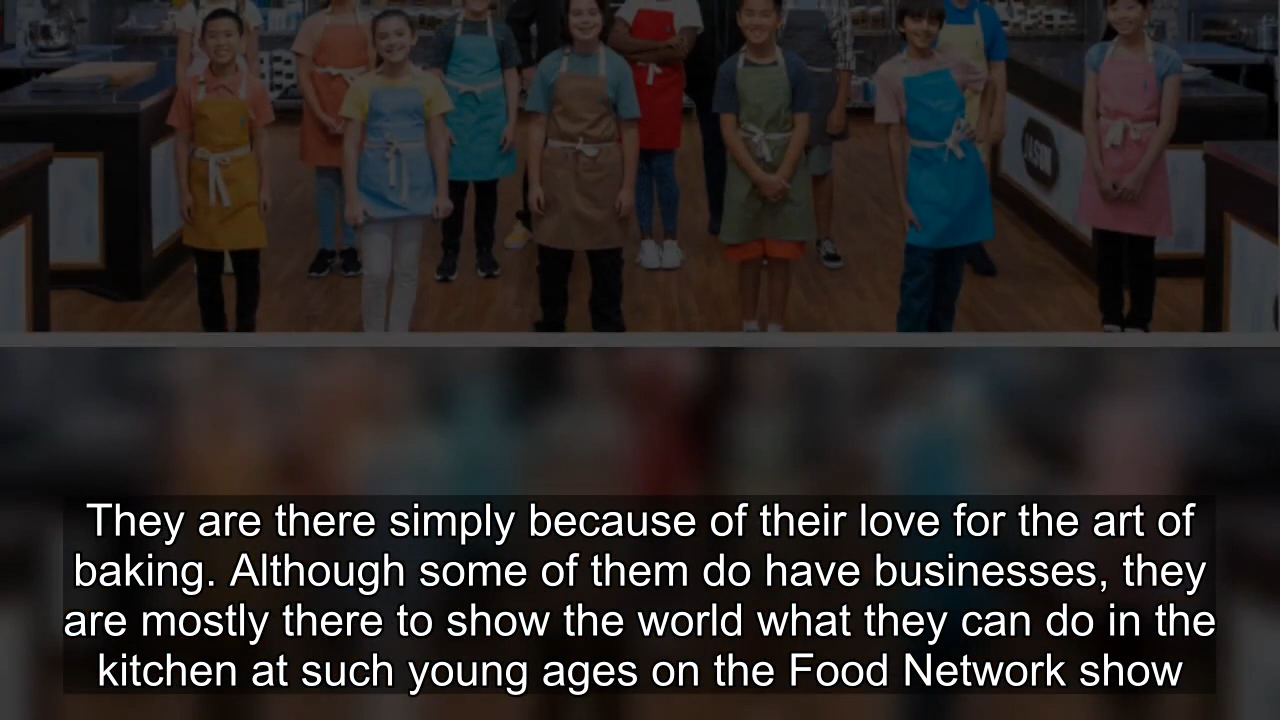 JASON
They are there simply because of their love for the art of
baking. Although some of them do have businesses, they
are mostly there to show the world what they can do in the
kitchen at such young ages on the Food Network show